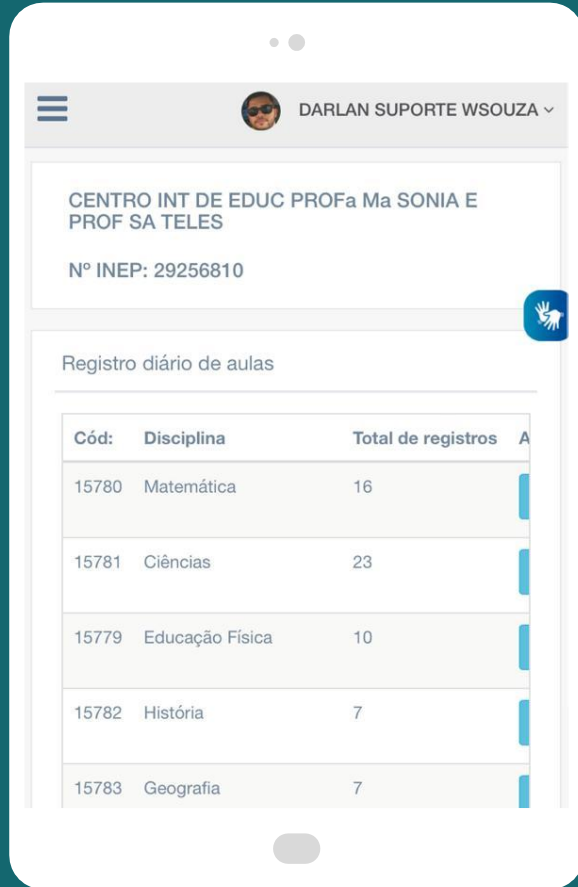 DARLAN SUPORTE WSOUZA
CENTRO INT DE EDUC PROFa Ma SONIA E
PROF SA TELES
Nº INEP: 29256810
Registro diário de aulas
Cód: Disciplina Total de registros A
15780 Matemática 16
15781 Ciências 23
15779 Educação Física 10
15782 História 7
15783 Geografia 7